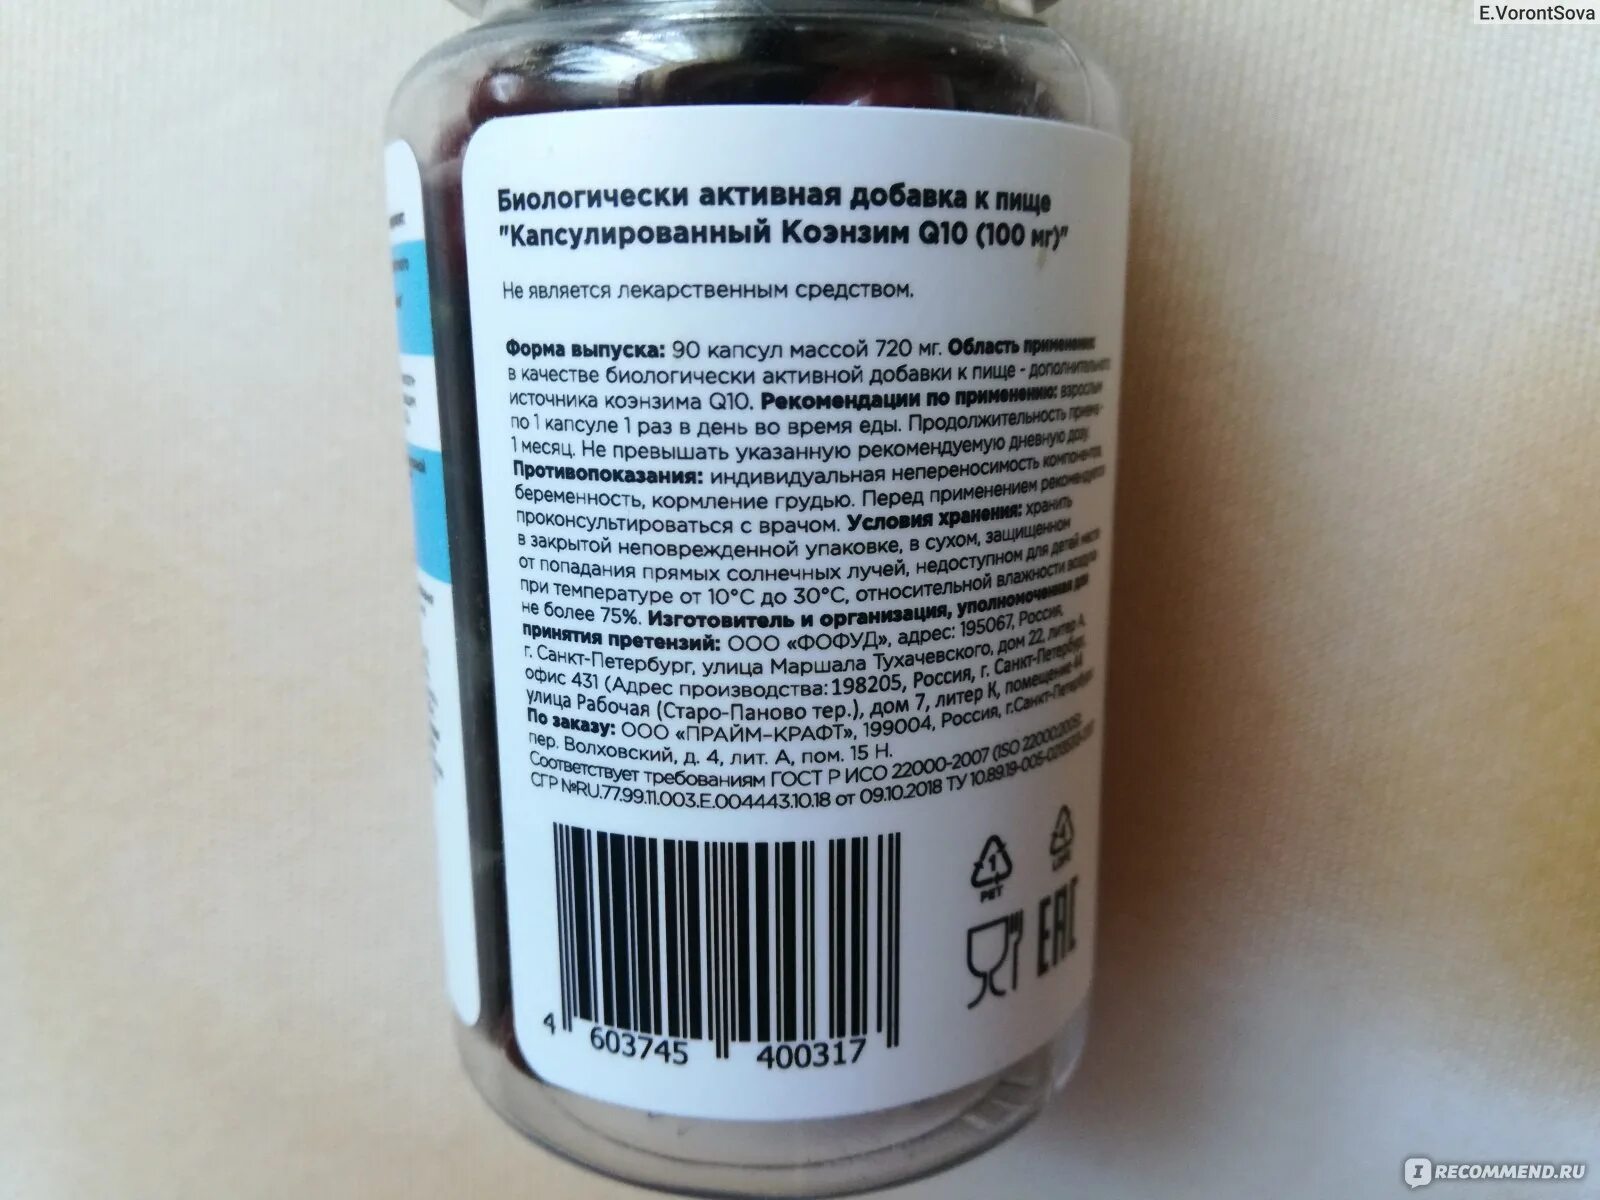 E.VorontSova
Биологически активная добавка к пище
"Капсулированный Коэнзим Q10 (100 мг)"
Не является лекарственным средством.
Форма выпуска: 90 капсул массой 720 мг. Область применения:
в качестве биологически активной добавки к пище - дополнительного
источника коэнзима Q10. Рекомендации по применению: взрослым
по 1 капсуле 1 раз в день во время еды. Продолжительность приема -
1 месяц. Не превышать указанную рекомендуемую дневную дозу.
Противопоказания: индивидуальная непереносимость компонентов,
беременность, кормление грудью. Перед применением рекомендуется
проконсультироваться с врачом. Условия хранения: хранить
в закрытой неповрежденной упаковке, в сухом, защищенном
от попадания прямых солнечных лучей, недоступном для детей месте
при температуре от 10°С до 30°С, относительной влажности воздуха
не более 75%. Изготовитель и организация, уполномоченная для
принятия претензий: ООО «ФОФУД», адрес: 195067, Россия,
г. Санкт-Петербург, улица Маршала Тухачевского, дом 22, литер А,
офис 431 (Адрес производства: 198205, Россия, г. Санкт-Петербург,
улица Рабочая (Старо-Паново тер.), дом 7, литер К, помещение 44
По заказу: ООО «ПРАЙМ-КРАФТ», 199004, Россия, г.Санкт-Петербург,
пер. Волховский, д. 4, лит. А, пом. 15 Н.
Соответствует требованиям ГОСТ Р ИСО 22000-2007 (ISO 22000:2005)
СГР №RU.77.99.11.003.E.004443.10.18 от 09.10.2018 ТУ
1
PET
4
LDPE
EAC
4 603745 400317
IRECOMMEND.RU